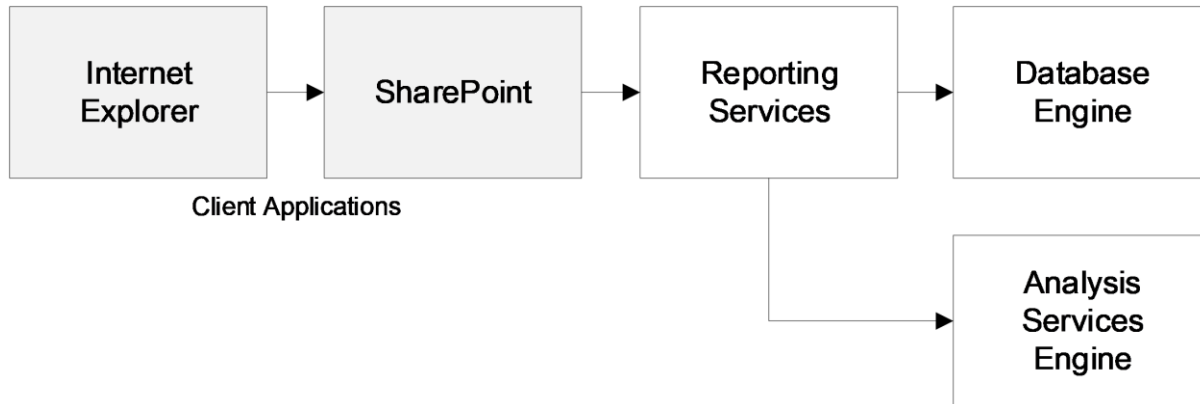 Internet
Explorer
SharePoint
Reporting
Services
Database
Engine
Client Applications
Analysis
Services
Engine